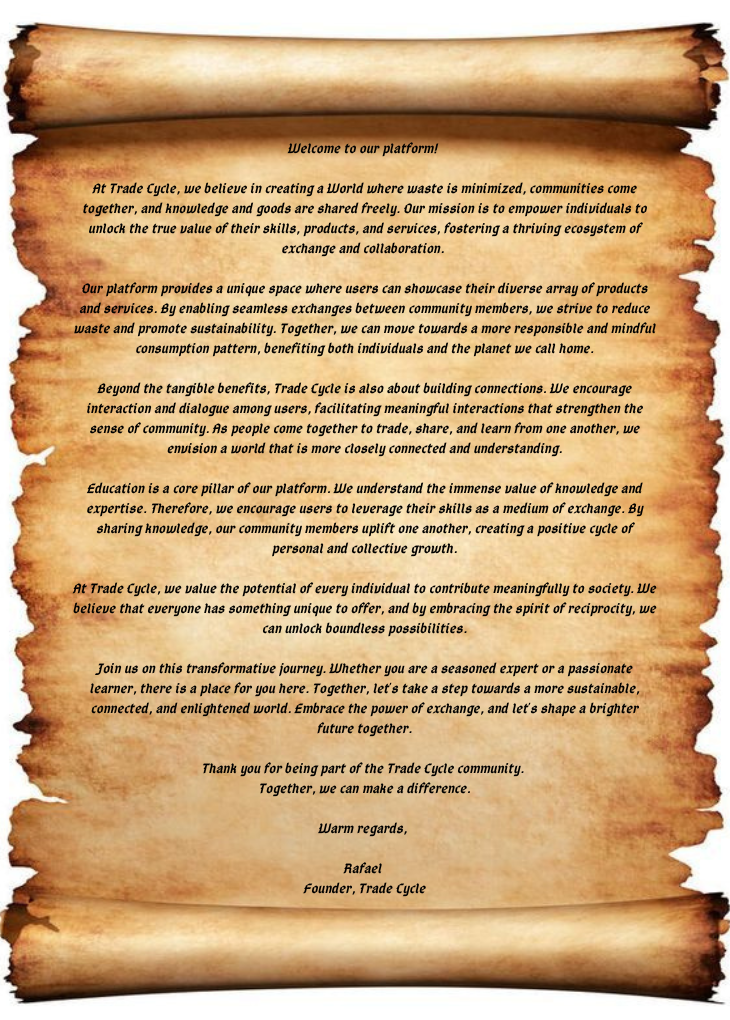 Welcome to our platform!
At Trade Cycle, we believe in creating a World where waste is minimized, communities come
together, and knowledge and goods are shared freely. Our mission is to empower individuals to
unlock the true value of their skills, products, and services, fostering a thriving ecosystem of
exchange and collaboration.
Our platform provides a unique space where users can showcase their diverse array of products
and services. By enabling seamless exchanges between community members, we strive to reduce
waste and promote sustainability. Together, we can move towards a more responsible and mindful
consumption pattern, benefiting both individuals and the planet we call home.
Beyond the tangible benefits, Trade Cycle is also about building connections. We encourage
interaction and dialogue among users, facilitating meaningful interactions that strengthen the
sense of community. As people come together to trade, share, and learn from one another, we
envision a world that is more closely connected and understanding.
Education is a core pillar of our platform. We understand the immense value of knowledge and
expertise. Therefore, we encourage users to leverage their skills as a medium of exchange. By
sharing knowledge, our community members uplift one another, creating a positive cycle of
personal and collective growth.
At Trade Cycle, we value the potential of every individual to contribute meaningfully to society. We
believe that everyone has something unique to offer, and by embracing the spirit of reciprocity, we
can unlock boundless possibilities.
Join us on this transformative journey. Whether you are a seasoned expert or a passionate
learner, there is a place for you here. Together, let's take a step towards a more sustainable,
connected, and enlightened world. Embrace the power of exchange, and let's shape a brighter
future together.
Thank you for being part of the Trade Cycle community.
Together, we can make a difference.
Warm regards,
Rafael
Founder, Trade Cycle